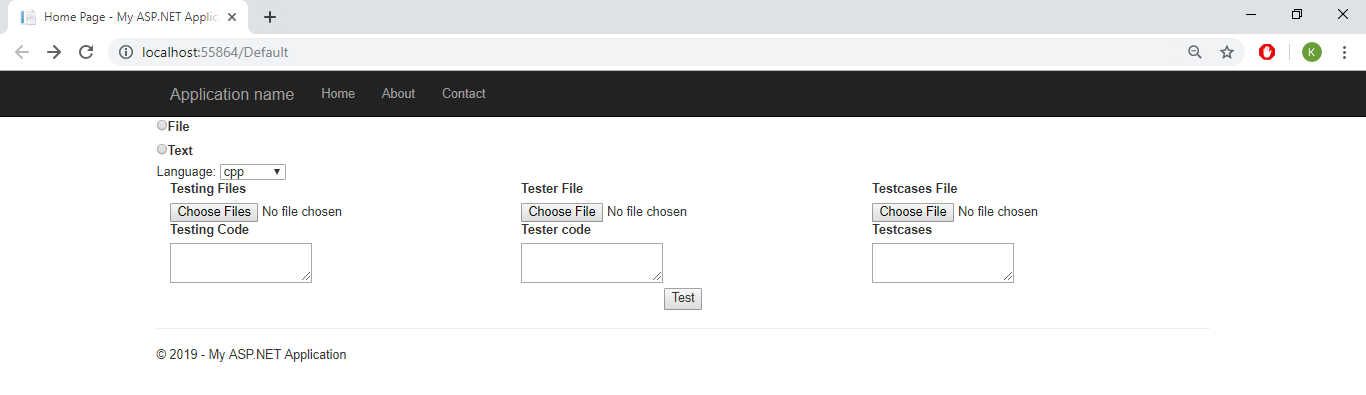 Home Page - My ASP.NET Applic
localhost:55864/Default
K
Application name Home About Contact
File
Text
Language: cpp
Testing Files Tester File Testcases File
Choose Files No file chosen Choose File No file chosen Choose File No file chosen
Testing Code Tester code Testcases
Test
© 2019 - My ASP.NET Application